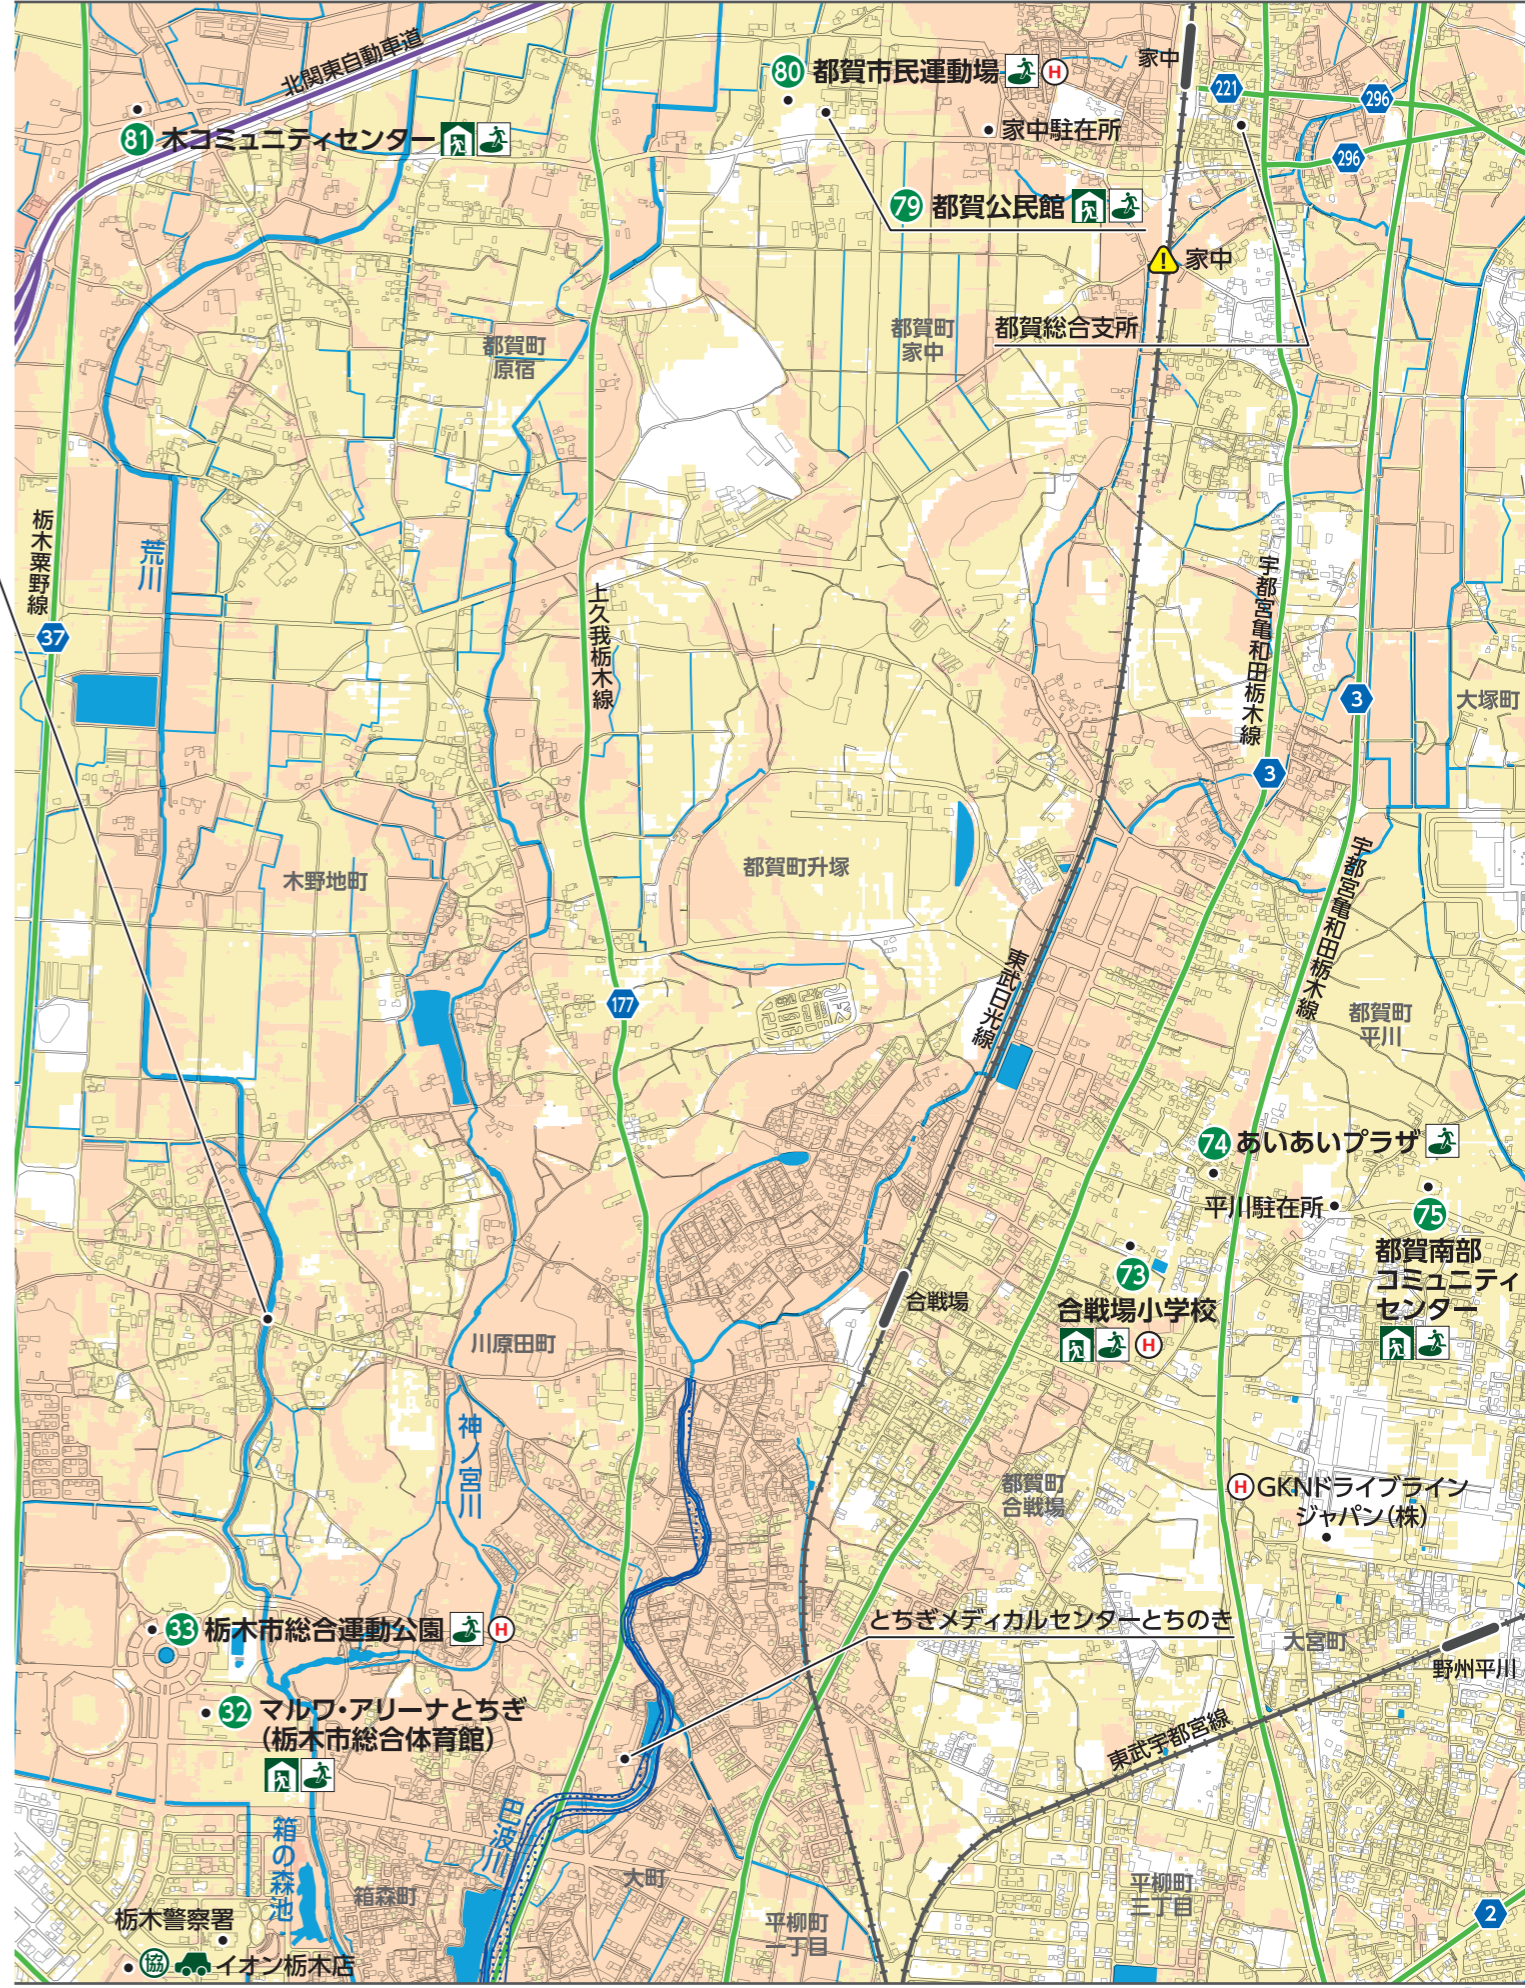 北関東自動車道
80 都賀市民運動場 H
家中
221
296
81 木コミュニティセンター
家中駐在所
296
79 都賀公民館
! 家中
都賀総合支所
都賀町
原宿
都賀町
家中
栃木粟野線
荒川
37
上久我栃木線
宇都宮亀和田栃木線
3
大塚町
3
木野地町
都賀町升塚
宇都宮亀和田栃木線
東武日光線
177
都賀町
平川
74 あいあいプラザ
平川駐在所
75
都賀南部
コミュニティ
センター
73
合戦場小学校
H
合戦場
川原田町
神ノ宮川
都賀町
合戦場
H GKNドライブライン
ジャパン(株)
33 栃木市総合運動公園 H
とちぎメディカルセンターとちのき
大宮町
野州平川
32 マルワ・アリーナとちぎ
(栃木市総合体育館)
東武宇都宮線
巴波川
箱の森池
箱森町
大町
平柳町
一丁目
平柳町
三丁目
2
栃木警察署
協 イオン栃木店